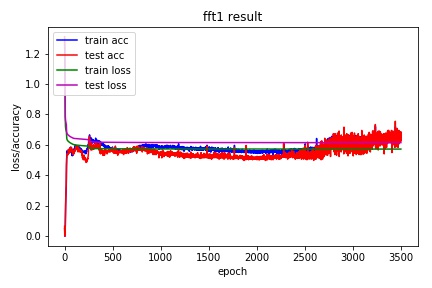 fft1 result
train acc
test acc
train loss
test loss
loss/accuracy
1.2
1.0
0.8
0.6
0.4
0.2
0.0
0
500
1000
1500
2000
2500
3000
3500
epoch